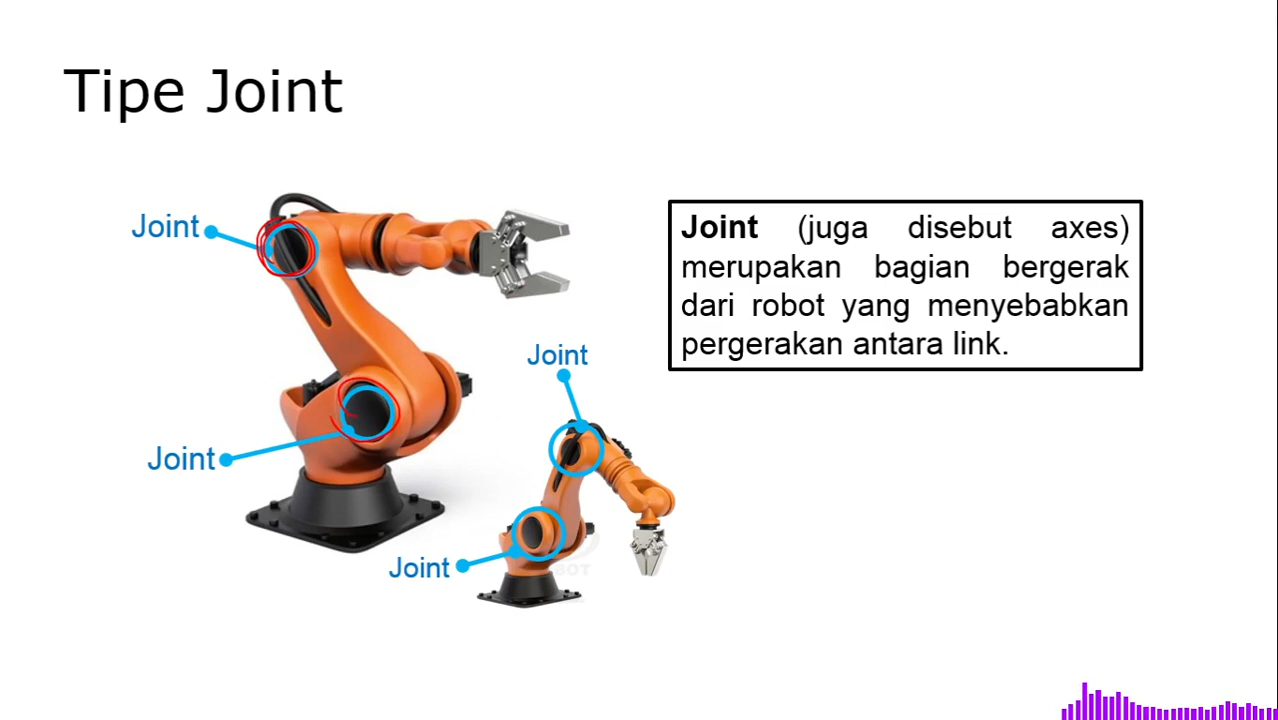 Tipe Joint
Joint
Joint (juga disebut axes)
merupakan bagian bergerak
dari robot yang menyebabkan
pergerakan antara link.
Joint
Joint
Joint